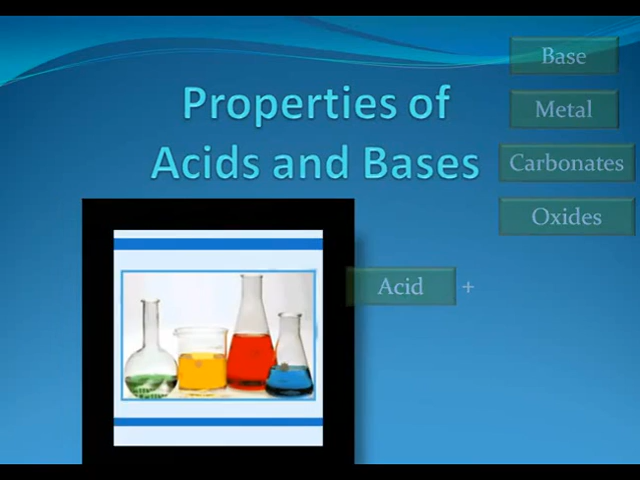 Properties of
Acids and Bases
Base
Metal
Carbonates
Oxides
Acid +